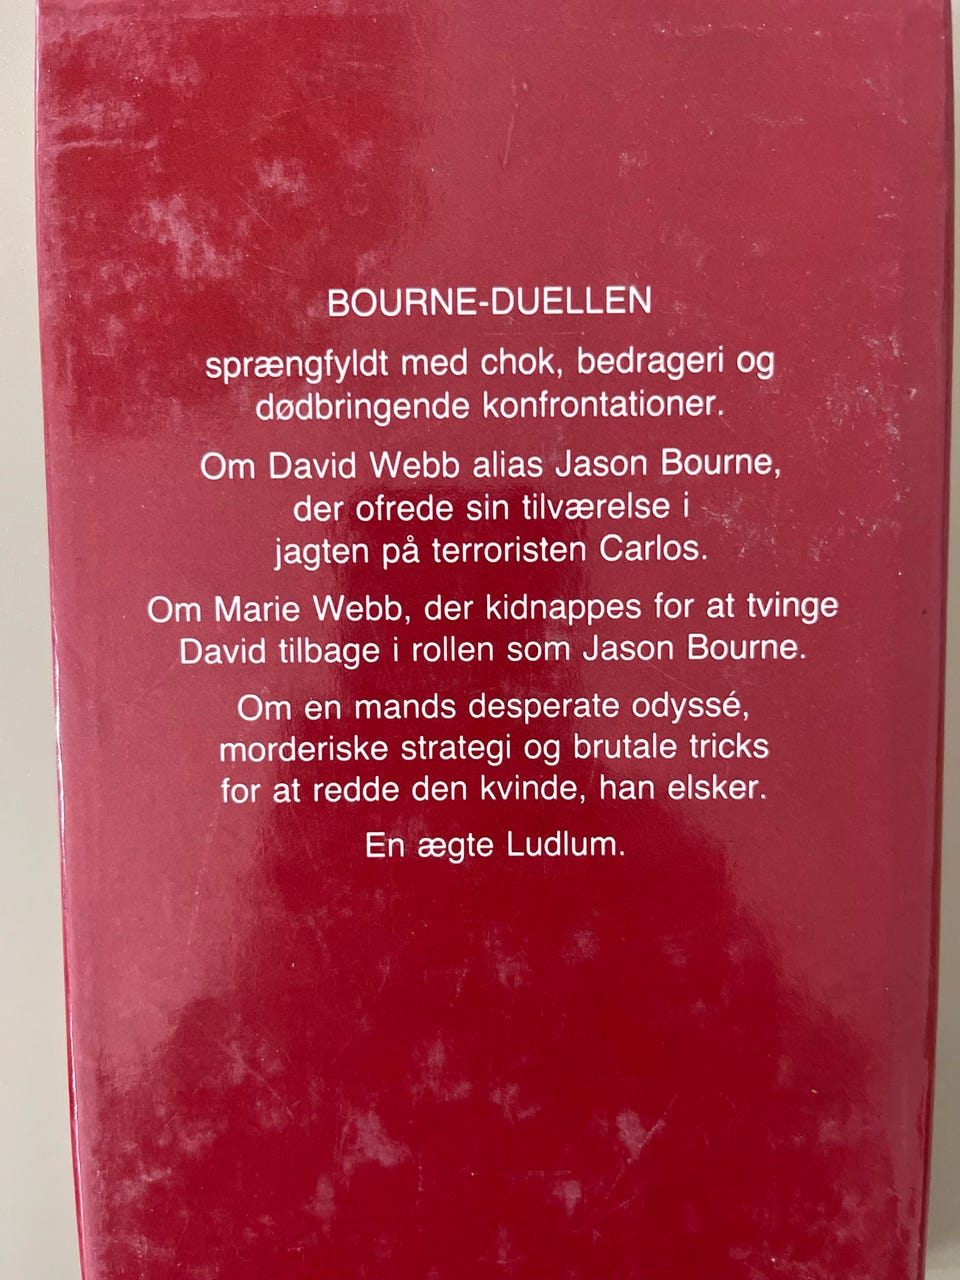 BOURNE-DUELLEN
sprængfyldt med chok, bedrageri og
dødbringende konfrontationer.
Om David Webb alias Jason Bourne,
der ofrede sin tilværelse i
jagten på terroristen Carlos.
Om Marie Webb, der kidnappes for at tvinge
David tilbage i rollen som Jason Bourne.
Om en mands desperate odyssé,
morderiske strategi og brutale tricks
for at redde den kvinde, han elsker.
En ægte Ludlum.